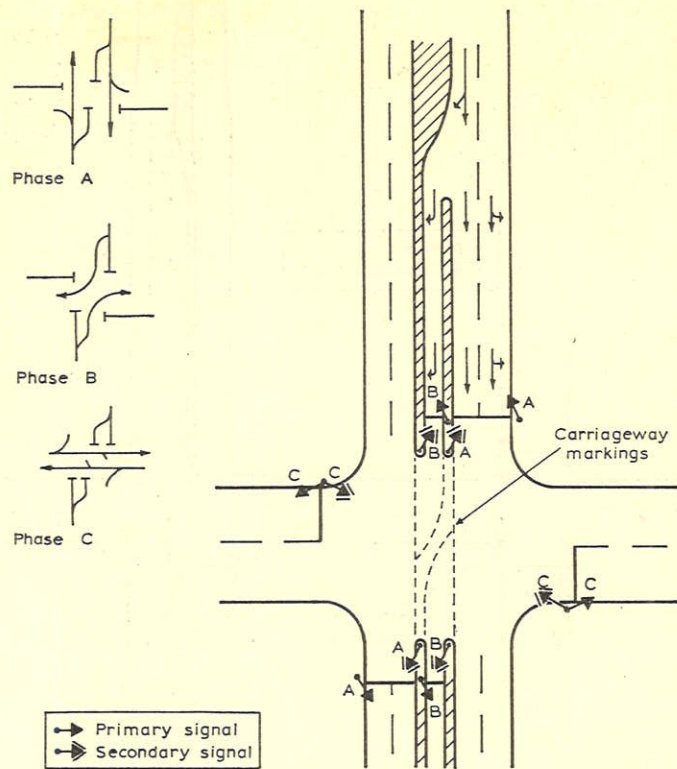 Phase A
Phase B
Phase C
B
A
B
A
Carriageway
markings
C
C
C
C
A
B
A
B
Primary signal
Secondary signal